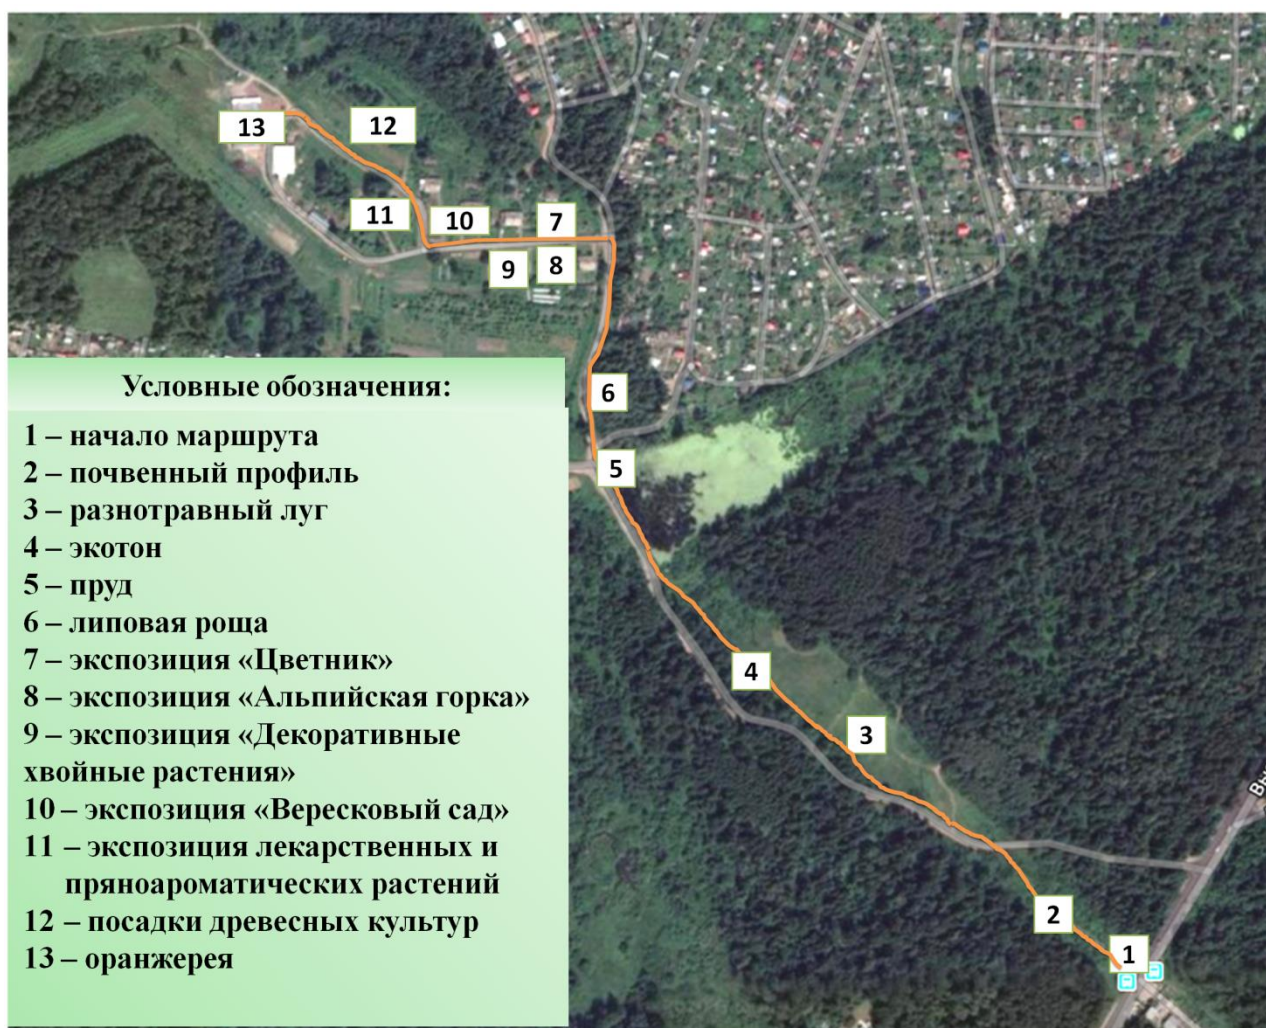 13
12
11
10
7
9
8
6
5
4
3
2
1
Вы
Условные обозначения:
1 – начало маршрута
2 – почвенный профиль
3 – разнотравный луг
4 – экотон
5 – пруд
6 – липовая роща
7 – экспозиция «Цветник»
8 – экспозиция «Альпийская горка»
9 – экспозиция «Декоративные
хвойные растения»
10 – экспозиция «Вересковый сад»
11 – экспозиция лекарственных и
пряноароматических растений
12 – посадки древесных культур
13 – оранжерея